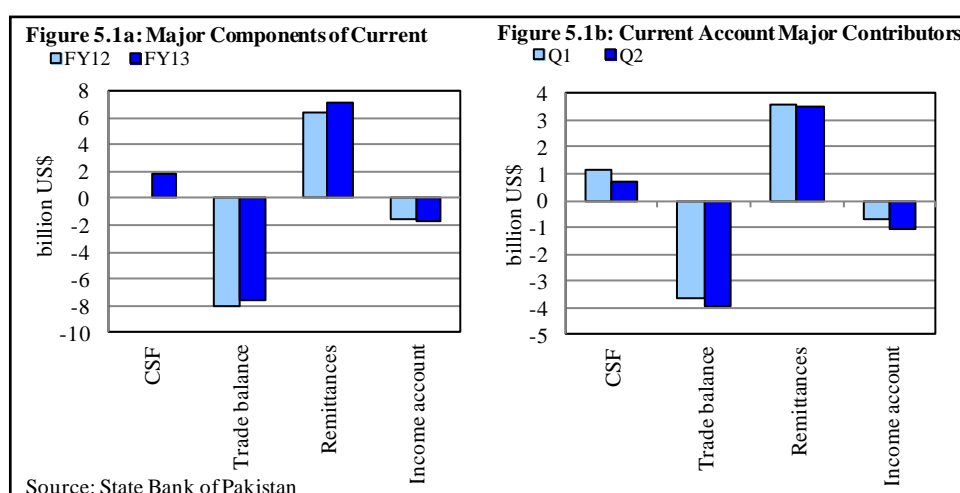 Figure 5.1a: Major Components of Current
FY12 FY13
billion US$
8
6
4
2
0
-2
-4
-6
-8
-10
CSF
Trade balance
Remittances
Income account
Figure 5.1b: Current Account Major Contributors
Q1 Q2
billion US$
4
3
2
1
0
-1
-2
-3
-4
-5
CSF
Trade balance
Remittances
Income account
Source: State Bank of Pakistan